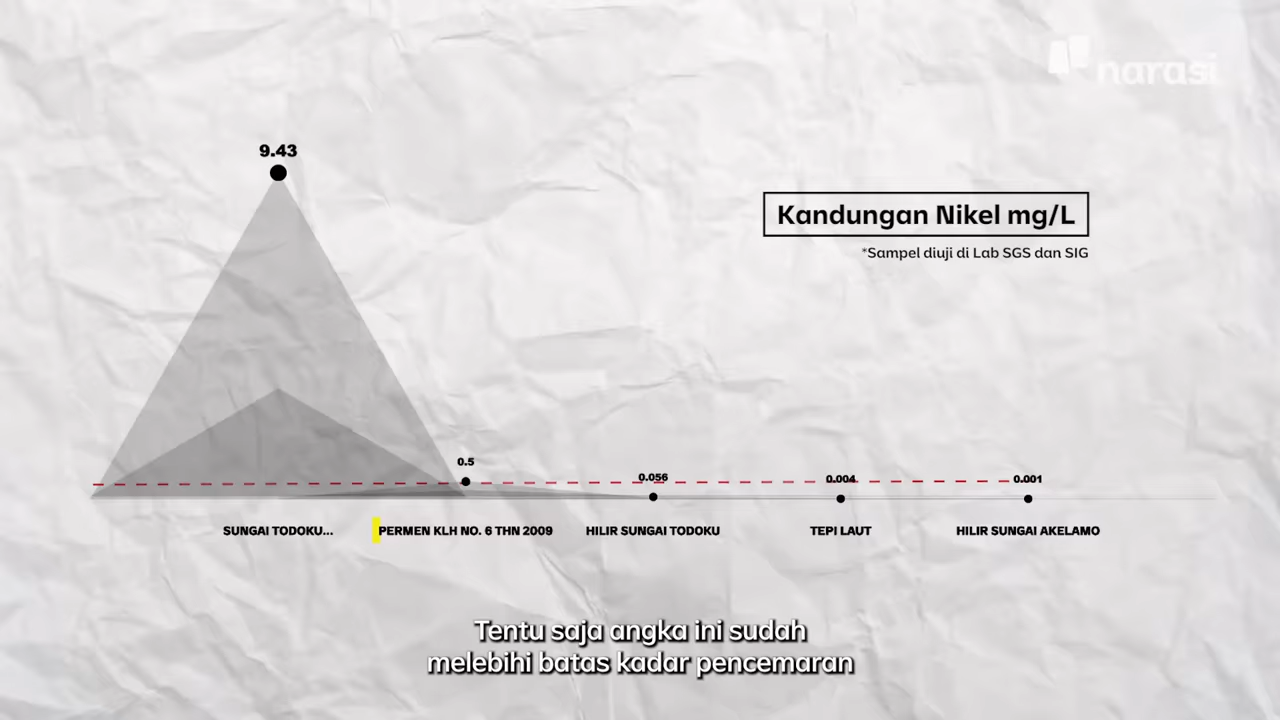 narasi
9.43
Kandungan Nikel mg/L
*Sampel diuji di Lab SGS dan SIG
0.5
0.056
0.004
0.001
SUNGAI TODOKU...
PERMEN KLH NO. 6 THN 2009
HILIR SUNGAI TODOKU
TEPI LAUT
HILIR SUNGAI AKELAMO
Tentu saja angka ini sudah
melebihi batas kadar pencemaran